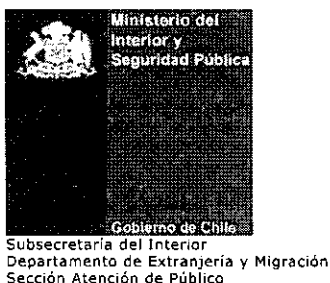 Ministerio del
Interior y
Seguridad Pública
Gobierno de Chile
Subsecretaría del Interior
Departamento de Extranjería y Migración
Sección Atención de Público